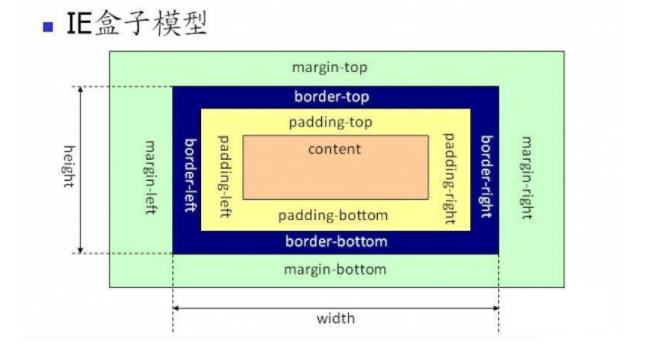 IE盒子模型
margin-top
border-top
padding-top
content
height
margin-left
border-left
padding-left
padding-right
border-right
margin-right
padding-bottom
border-bottom
margin-bottom
width